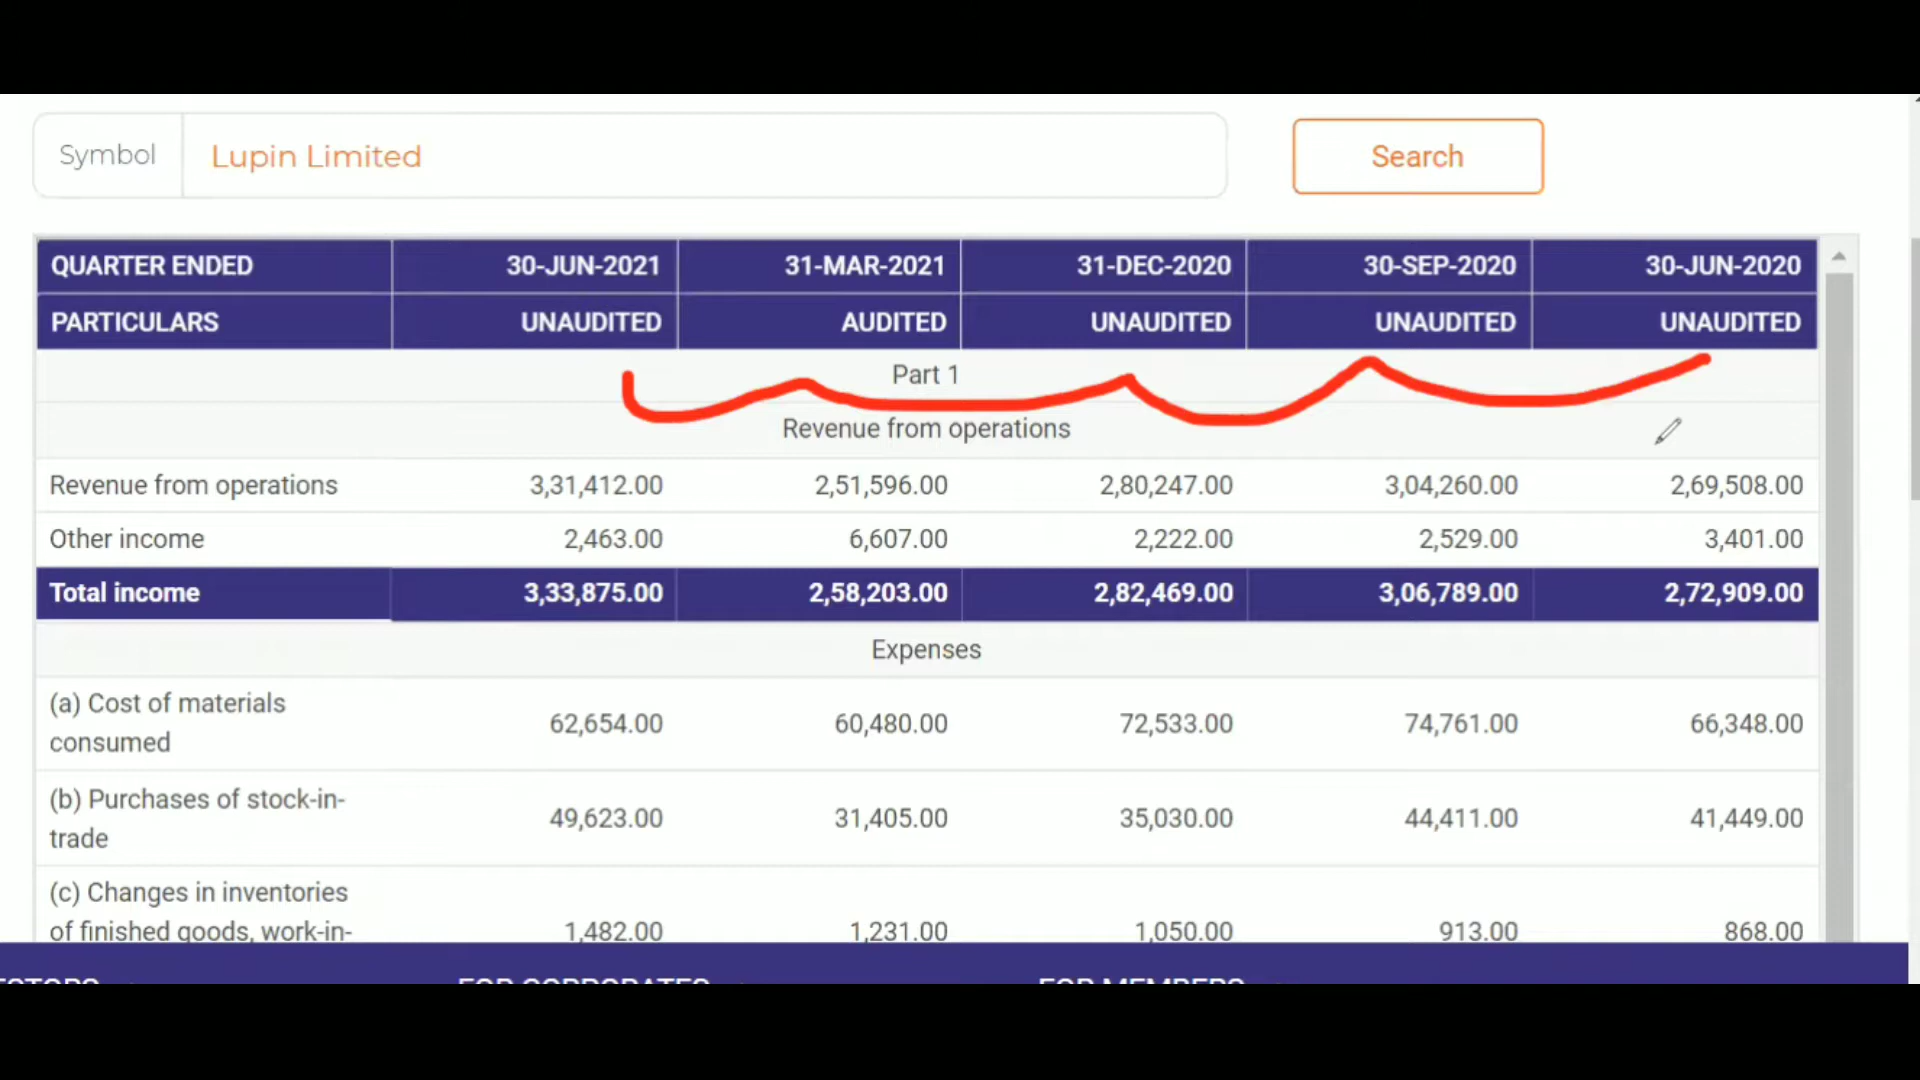 Symbol Lupin Limited Search
QUARTER ENDED 30-JUN-2021 31-MAR-2021 31-DEC-2020 30-SEP-2020 30-JUN-2020
PARTICULARS UNAUDITED AUDITED UNAUDITED UNAUDITED UNAUDITED
Part 1
Revenue from operations
Revenue from operations 3,31,412.00 2,51,596.00 2,80,247.00 3,04,260.00 2,69,508.00
Other income 2,463.00 6,607.00 2,222.00 2,529.00 3,401.00
Total income 3,33,875.00 2,58,203.00 2,82,469.00 3,06,789.00 2,72,909.00
Expenses
(a) Cost of materials
consumed 62,654.00 60,480.00 72,533.00 74,761.00 66,348.00
(b) Purchases of stock-in-
trade 49,623.00 31,405.00 35,030.00 44,411.00 41,449.00
(c) Changes in inventories
of finished goods, work-in- 1,482.00 1,231.00 1,050.00 913.00 868.00
FOR CORPORATES FOR MEMBERS